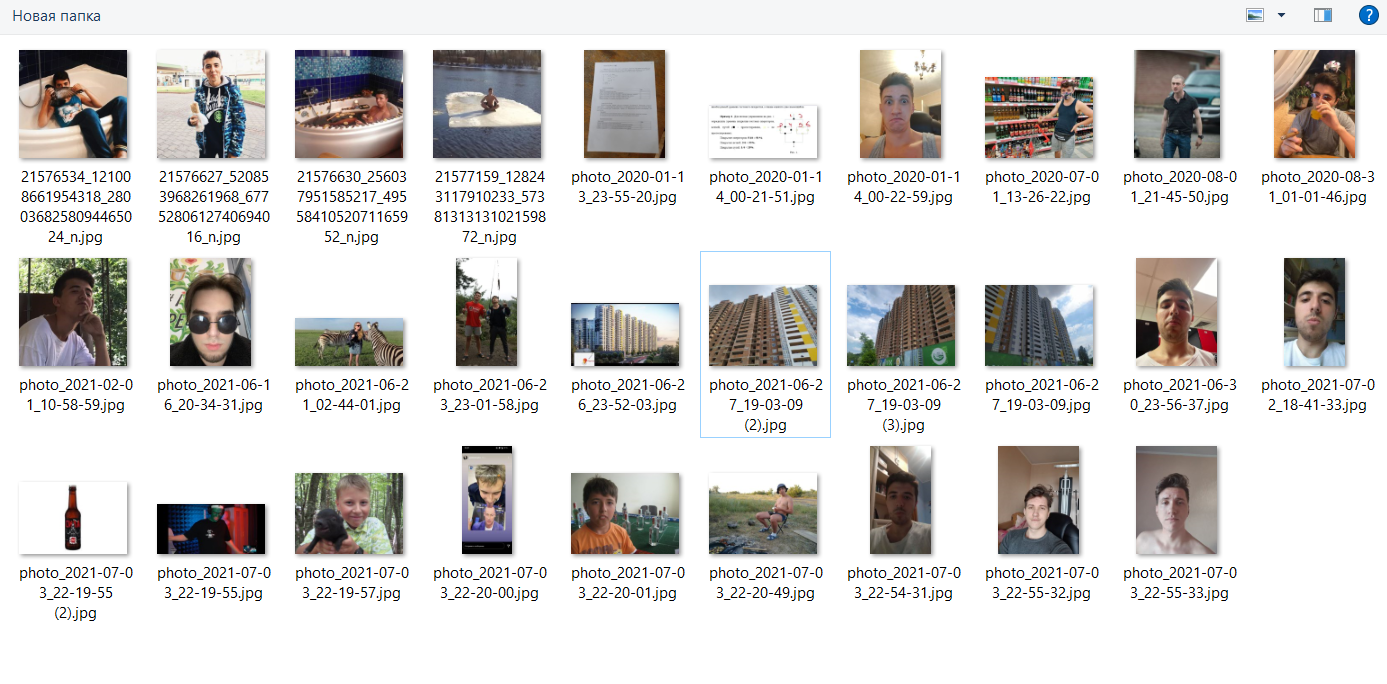 Новая папка
?
21576534_12100
8661954318_280
03682580944650
24_n.jpg
21576627_52085
3968261968_677
52806127406940
16_n.jpg
21576630_25603
7951585217_495
58410520711659
52_n.jpg
21577159_12824
3117910233_573
81313131021598
72_n.jpg
photo_2020-01-1
3_23-55-20.jpg
photo_2020-01-1
4_00-21-51.jpg
photo_2020-01-1
4_00-22-59.jpg
photo_2020-07-0
1_13-26-22.jpg
photo_2020-08-0
1_21-45-50.jpg
photo_2020-08-3
1_01-01-46.jpg
photo_2021-02-0
1_10-58-59.jpg
photo_2021-06-1
6_20-34-31.jpg
photo_2021-06-2
1_02-44-01.jpg
photo_2021-06-2
3_23-01-58.jpg
photo_2021-06-2
6_23-52-03.jpg
photo_2021-06-2
7_19-03-09
(2).jpg
photo_2021-06-2
7_19-03-09
(3).jpg
photo_2021-06-2
7_19-03-09.jpg
photo_2021-06-3
0_23-56-37.jpg
photo_2021-07-0
2_18-41-33.jpg
photo_2021-07-0
3_22-19-55
(2).jpg
photo_2021-07-0
3_22-19-55.jpg
photo_2021-07-0
3_22-19-57.jpg
photo_2021-07-0
3_22-20-00.jpg
photo_2021-07-0
3_22-20-01.jpg
photo_2021-07-0
3_22-20-49.jpg
photo_2021-07-0
3_22-54-31.jpg
photo_2021-07-0
3_22-55-32.jpg
photo_2021-07-0
3_22-55-33.jpg